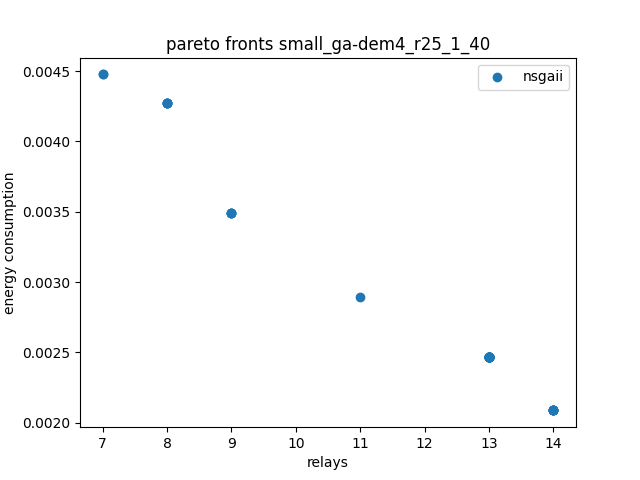 pareto fronts small_ga-dem4_r25_1_40
nsgaii
0.0045
0.0040
0.0035
0.0030
0.0025
0.0020
energy consumption
7 8 9 10 11 12 13 14
relays